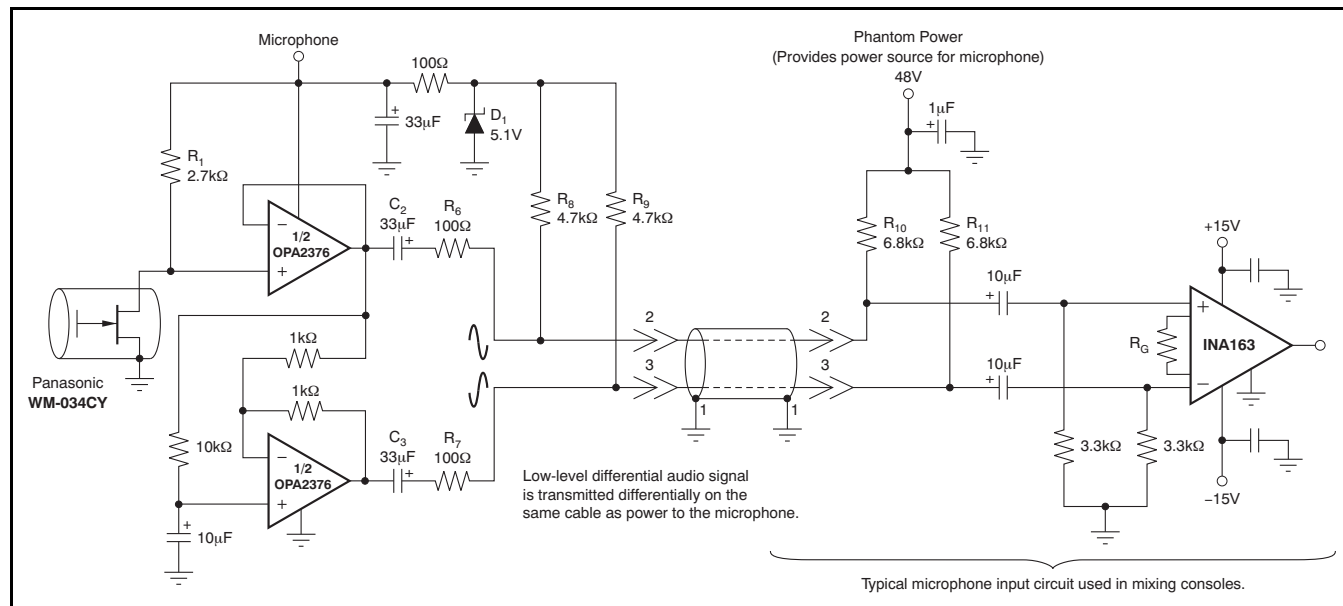 Microphone
100Ω
+
33μF
D1
5.1V
R1
2.7kΩ
−
1/2
OPA2376
+
C2
33μF
+
R6
100Ω
R8
4.7kΩ
R9
4.7kΩ
Panasonic
WM-034CY
1kΩ
1kΩ
10kΩ
−
1/2
OPA2376
+
+
10μF
C3
33μF
+
R7
100Ω
2
3
1
1
2
3
Low-level differential audio signal
is transmitted differentially on the
same cable as power to the microphone.
Phantom Power
(Provides power source for microphone)
48V
1μF
+
R10
6.8kΩ
R11
6.8kΩ
10μF
+
10μF
+
+15V
+
RG
INA163
−
3.3kΩ
3.3kΩ
−15V
Typical microphone input circuit used in mixing consoles.